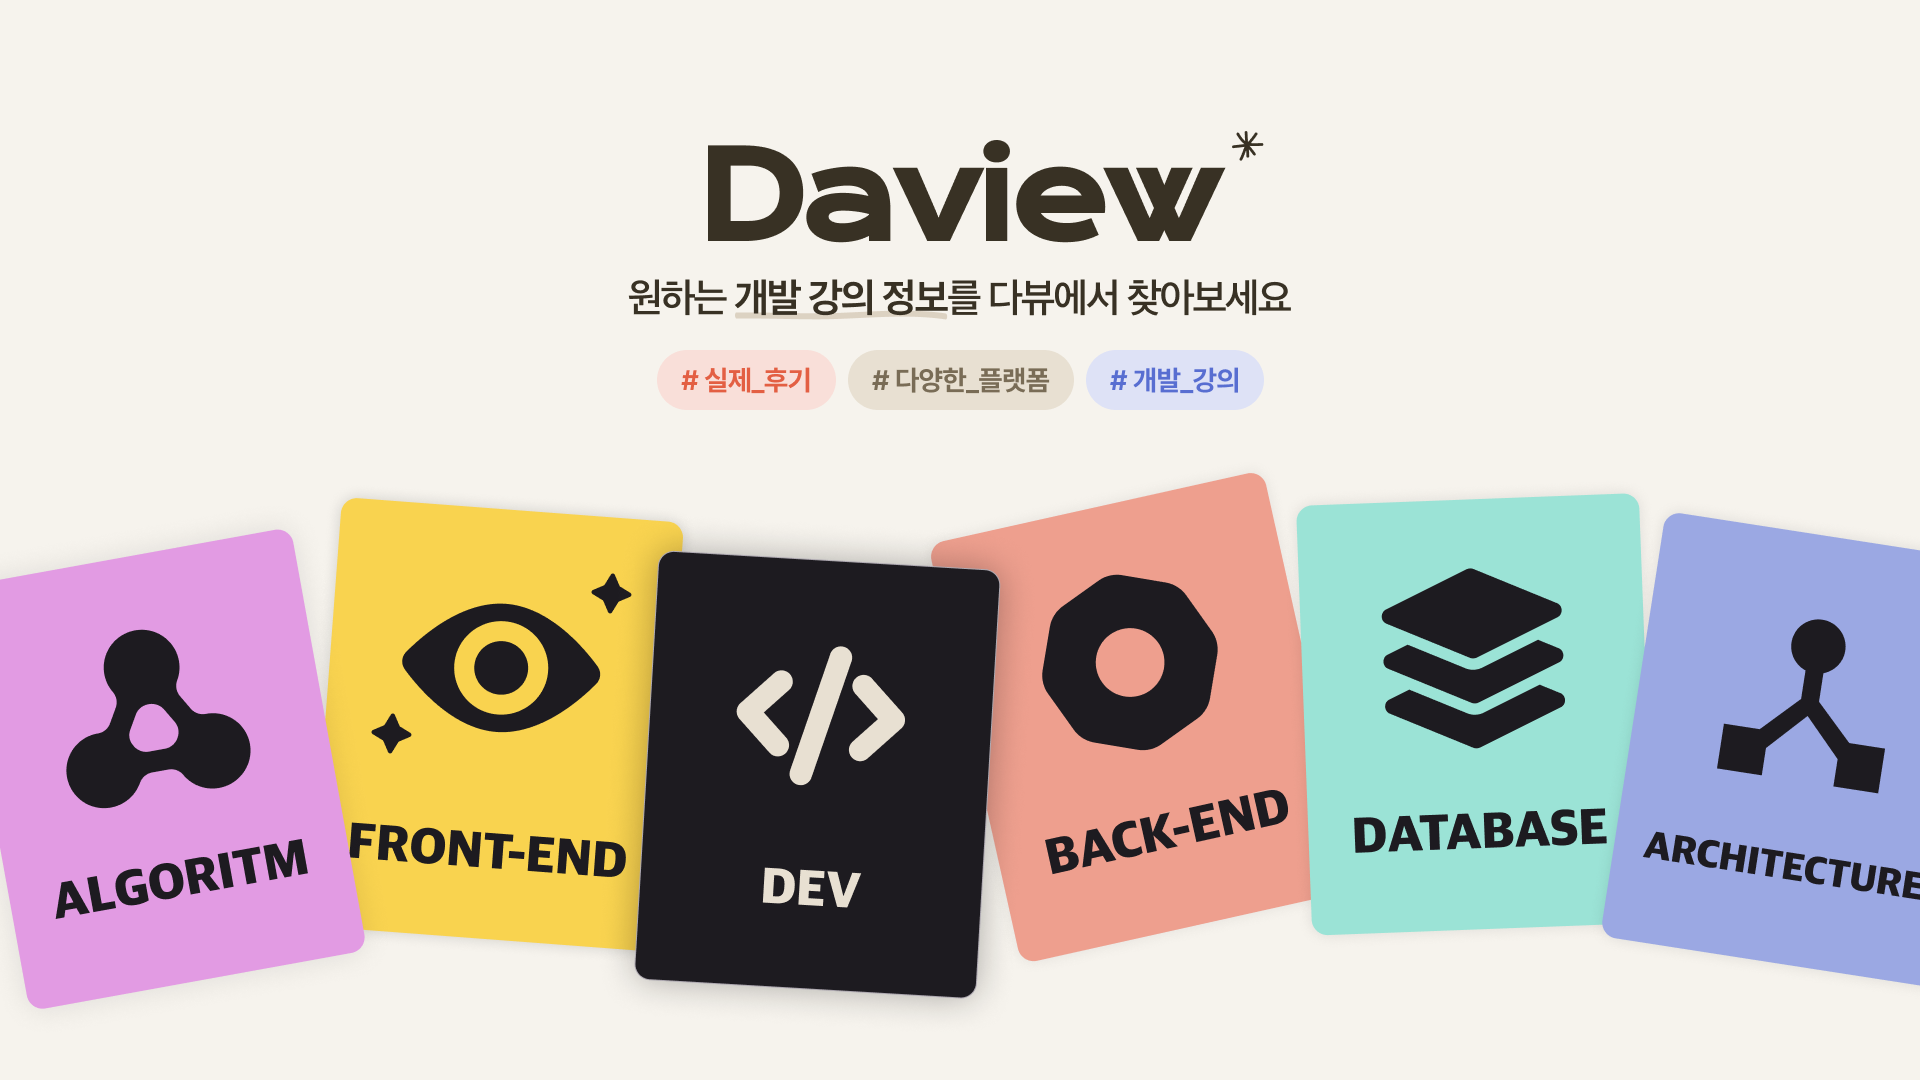 Daview
원하는 개발 강의 정보를 다뷰에서 찾아보세요
# 실제_후기 # 다양한_플랫폼 # 개발_강의
ALGORITM
FRONT-END
DEV
BACK-END
DATABASE
ARCHITECTURE